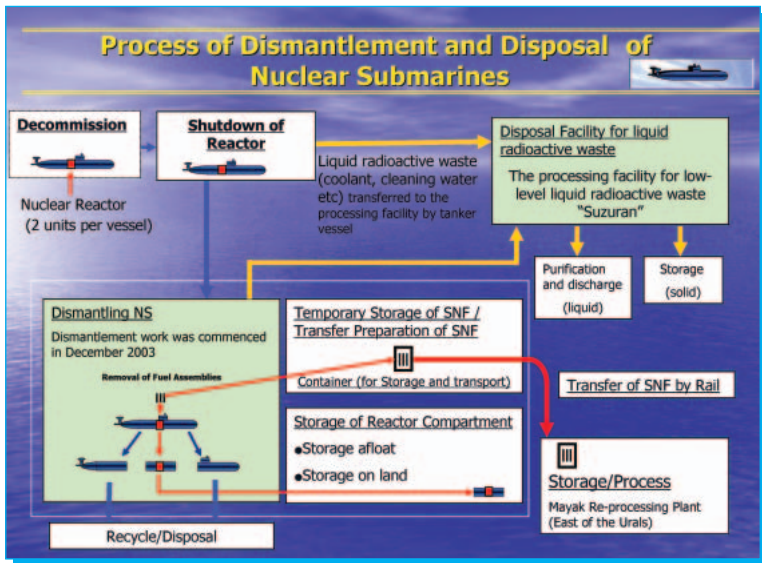 Process of Dismantlement and Disposal of
Nuclear Submarines
Decommission
Nuclear Reactor
(2 units per vessel)
Shutdown of
Reactor
Liquid radioactive waste
(coolant, cleaning water
etc) transferred to the
processing facility by tanker
vessel
Disposal Facility for liquid
radioactive waste
The processing facility for low-
level liquid radioactive waste
“Suzuran”
Purification
and discharge
(liquid)
Storage
(solid)
Dismantling NS
Dismantlement work was commenced
in December 2003
Removal of Fuel Assemblies
Temporary Storage of SNF /
Transfer Preparation of SNF
Container (for Storage and transport)
Storage of Reactor Compartment
●Storage afloat
●Storage on land
Transfer of SNF by Rail
Storage/Process
Mayak Re-processing Plant
(East of the Urals)
Recycle/Disposal